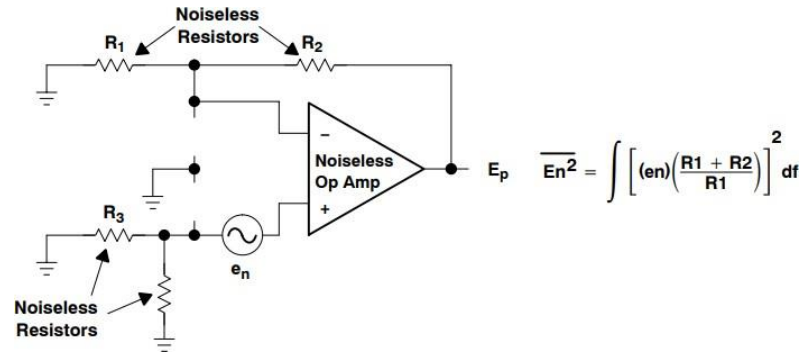 Noiseless
Resistors
R1
R2
−
Noiseless
Op Amp
+
Ep
En2 = ∫ [(en)(R1 + R2 / R1)]2 df
R3
en
Noiseless
Resistors